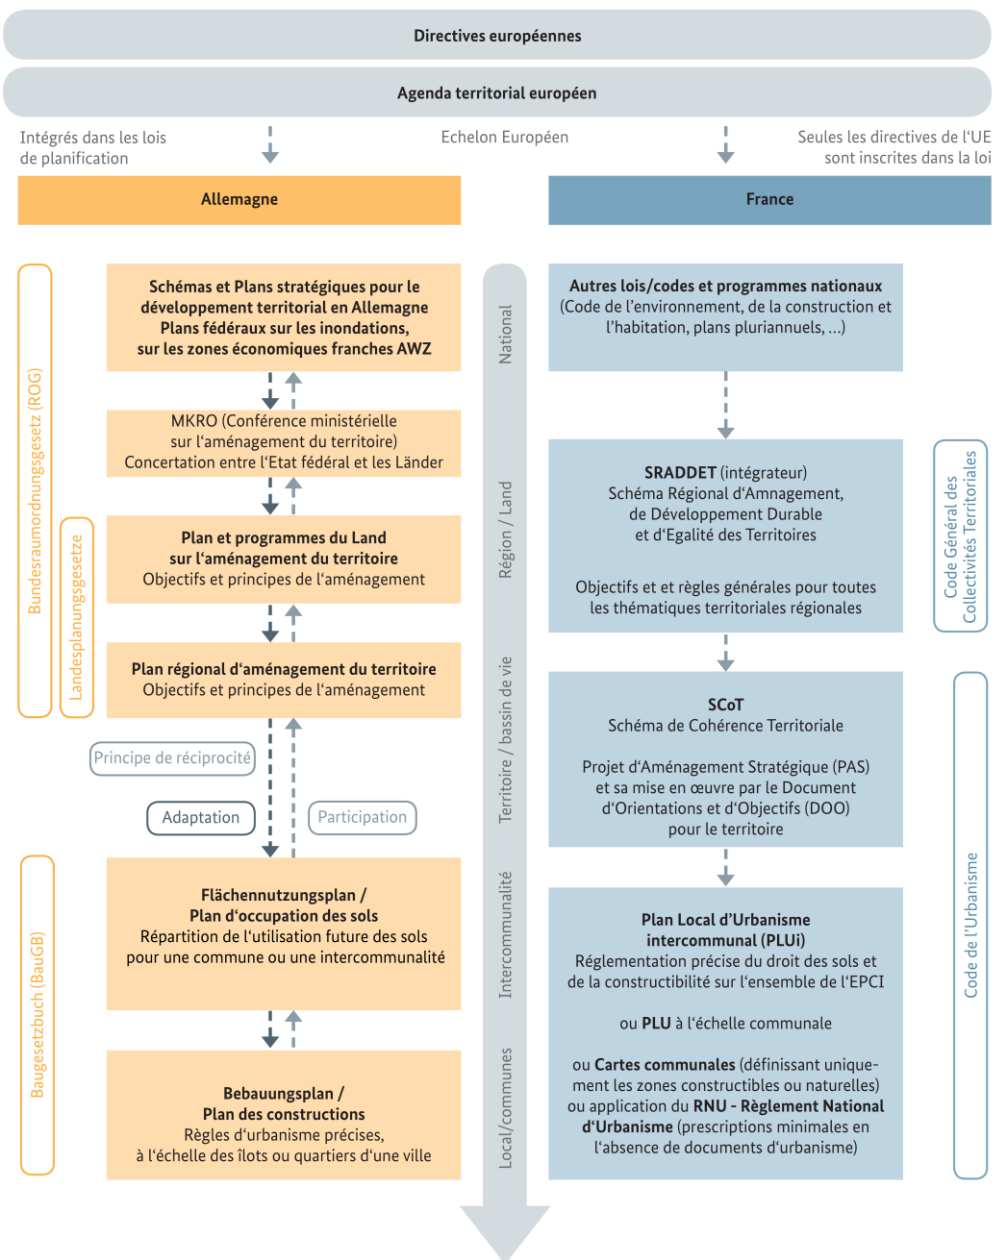 Directives européennes
Agenda territorial européen
Intégrés dans les lois
de planification
Echelon Européen
Seules les directives de l‘UE
sont inscrites dans la loi
Allemagne
France
Bundesraumordnungsgesetz (ROG)
Landesplanungsgesetze
Schémas et Plans stratégiques pour le
développement territorial en Allemagne
Plans fédéraux sur les inondations,
sur les zones économiques franches AWZ
MKRO (Conférence ministérielle
sur l‘aménagement du territoire)
Concertation entre l‘Etat fédéral et les Länder
Plan et programmes du Land
sur l‘aménagement du territoire
Objectifs et principes de l‘aménagement
Plan régional d‘aménagement du territoire
Objectifs et principes de l‘aménagement
Principe de réciprocité
Adaptation
Participation
Baugesetzbuch (BauGB)
Flächennutzungsplan /
Plan d‘occupation des sols
Répartition de l‘utilisation future des sols
pour une commune ou une intercommunalité
Bebauungsplan /
Plan des constructions
Règles d‘urbanisme précises,
à l‘échelle des îlots ou quartiers d‘une ville
National
Région / Land
Territoire / bassin de vie
Intercommunalité
Local/communes
Autres lois/codes et programmes nationaux
(Code de l’environnement, de la construction et
l’habitation, plans pluriannuels, …)
SRADDET (intégrateur)
Schéma Régional d‘Amnagement,
de Développement Durable
et d‘Egalité des Territoires
Objectifs et et règles générales pour toutes
les thématiques territoriales régionales
Code Général des
Collectivités Territoriales
SCoT
Schéma de Cohérence Territoriale
Projet d‘Aménagement Stratégique (PAS)
et sa mise en œuvre par le Document
d‘Orientations et d‘Objectifs (DOO)
pour le territoire
Plan Local d’Urbanisme
intercommunal (PLUi)
Réglementation précise du droit des sols et
de la constructibilité sur l‘ensemble de l‘EPCI
ou PLU à l‘échelle communale
ou Cartes communales (définissant unique-
ment les zones constructibles ou naturelles)
ou application du RNU - Règlement National
d‘Urbanisme (prescriptions minimales en
l‘absence de documents d‘urbanisme)
Code de l’Urbanisme